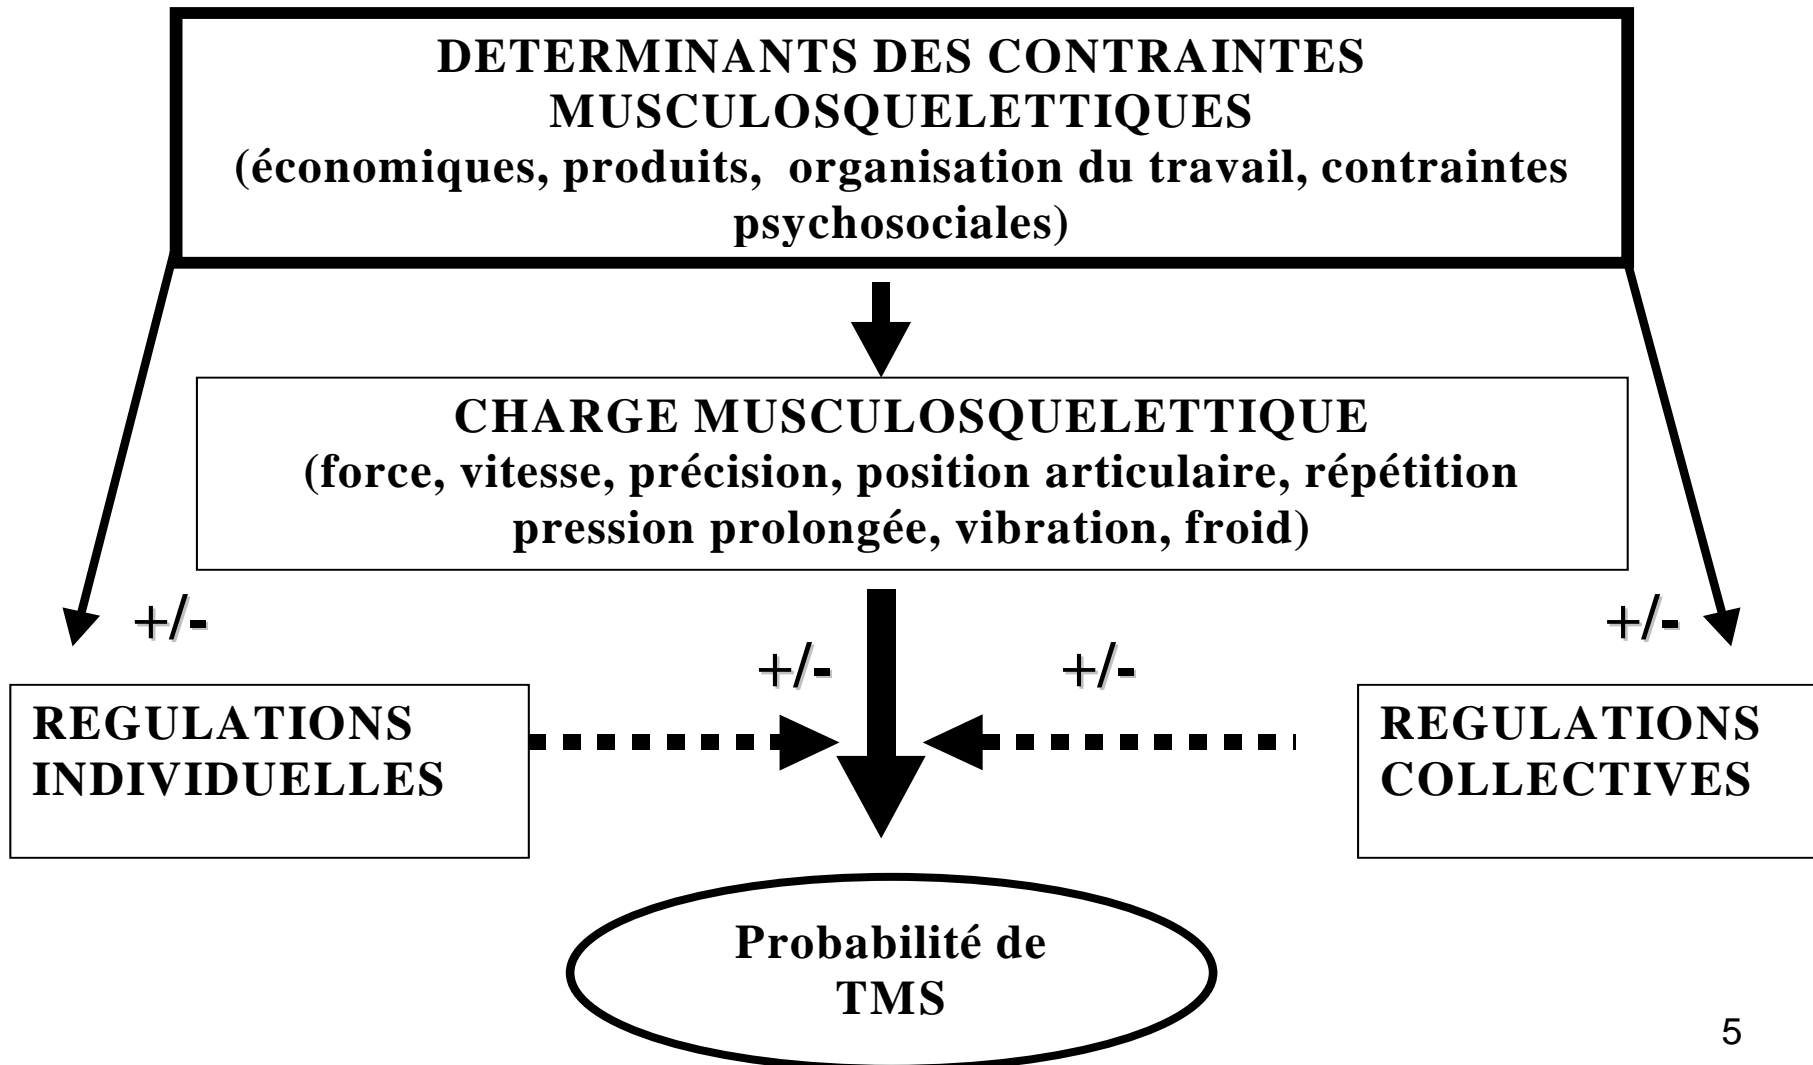 DETERMINANTS DES CONTRAINTES
MUSCULOSQUELETTIQUES
(économiques, produits, organisation du travail, contraintes
psychosociales)
CHARGE MUSCULOSQUELETTIQUE
(force, vitesse, précision, position articulaire, répétition
pression prolongée, vibration, froid)
+/-
+/-
+/-
+/-
REGULATIONS
INDIVIDUELLES
REGULATIONS
COLLECTIVES
Probabilité de
TMS
5